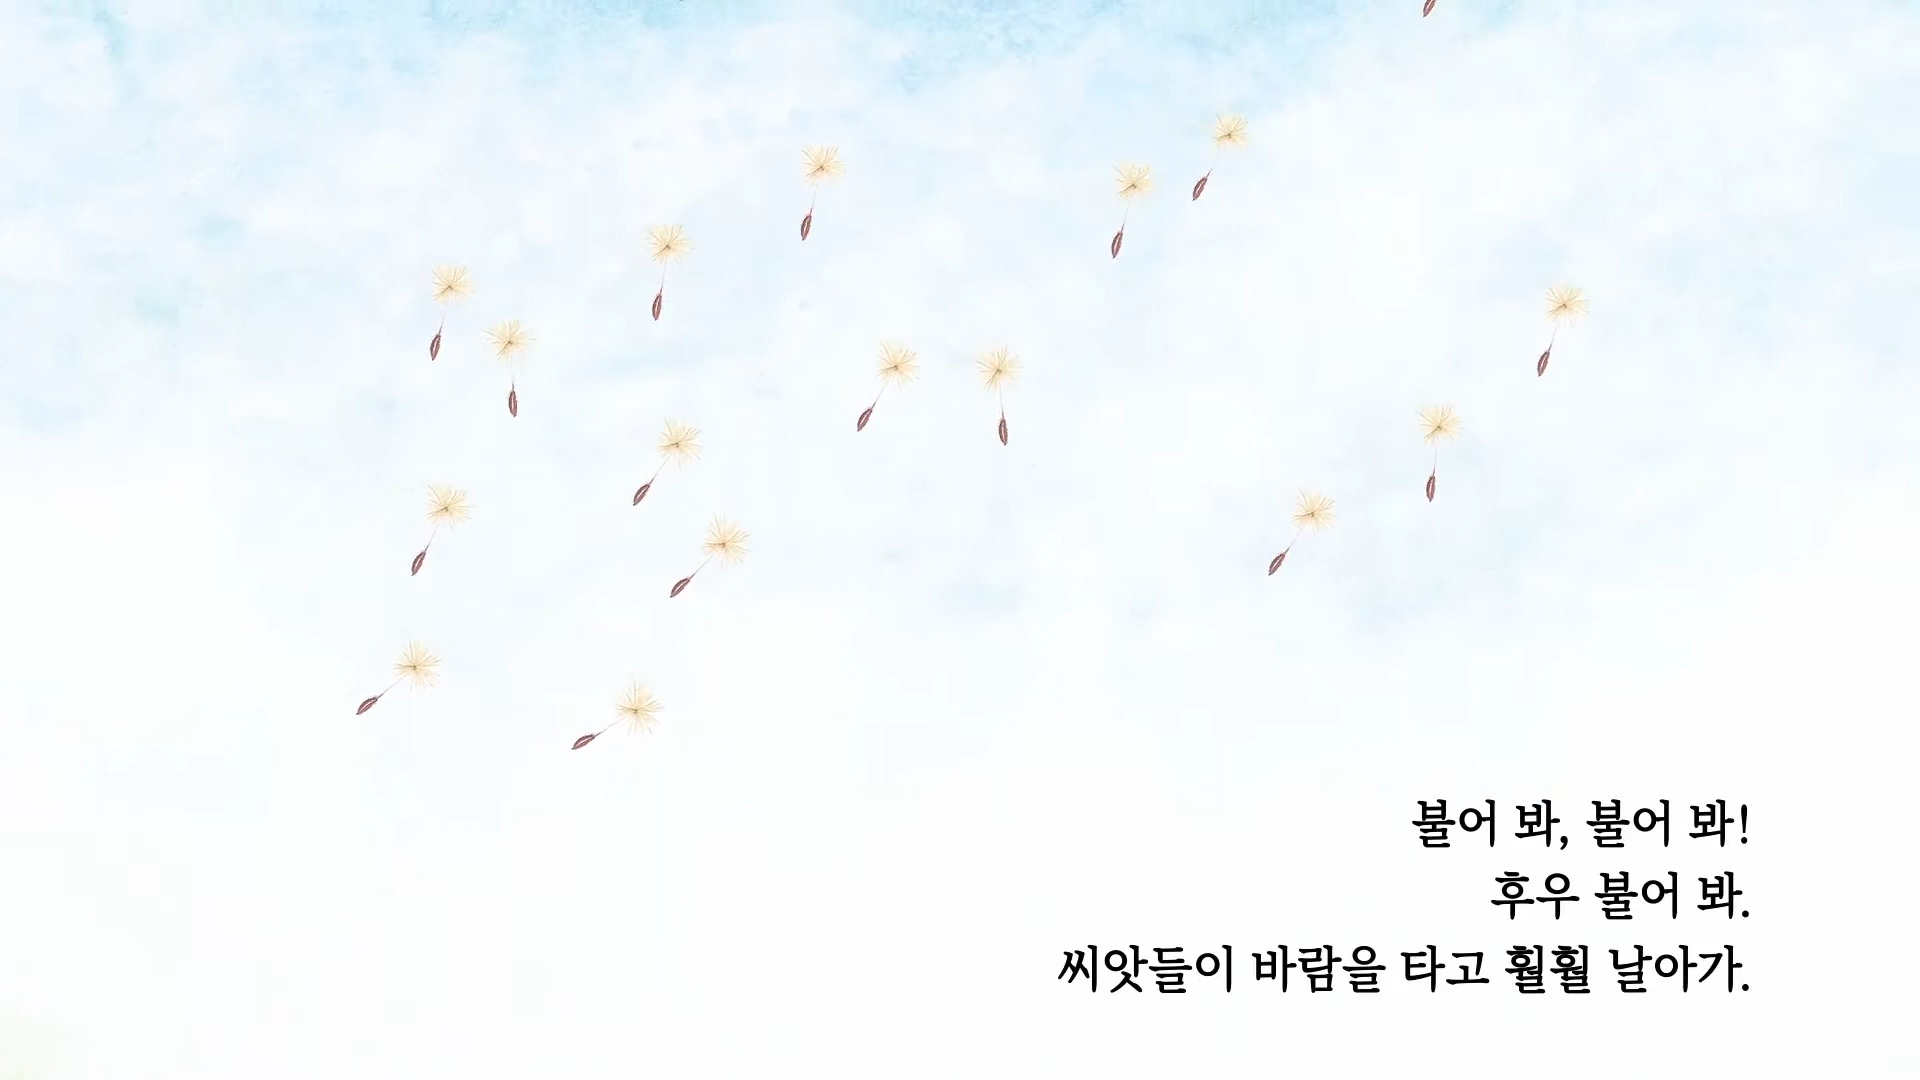 불어 봐, 불어 봐!
후우 불어 봐.
씨앗들이 바람을 타고 훨훨 날아가.